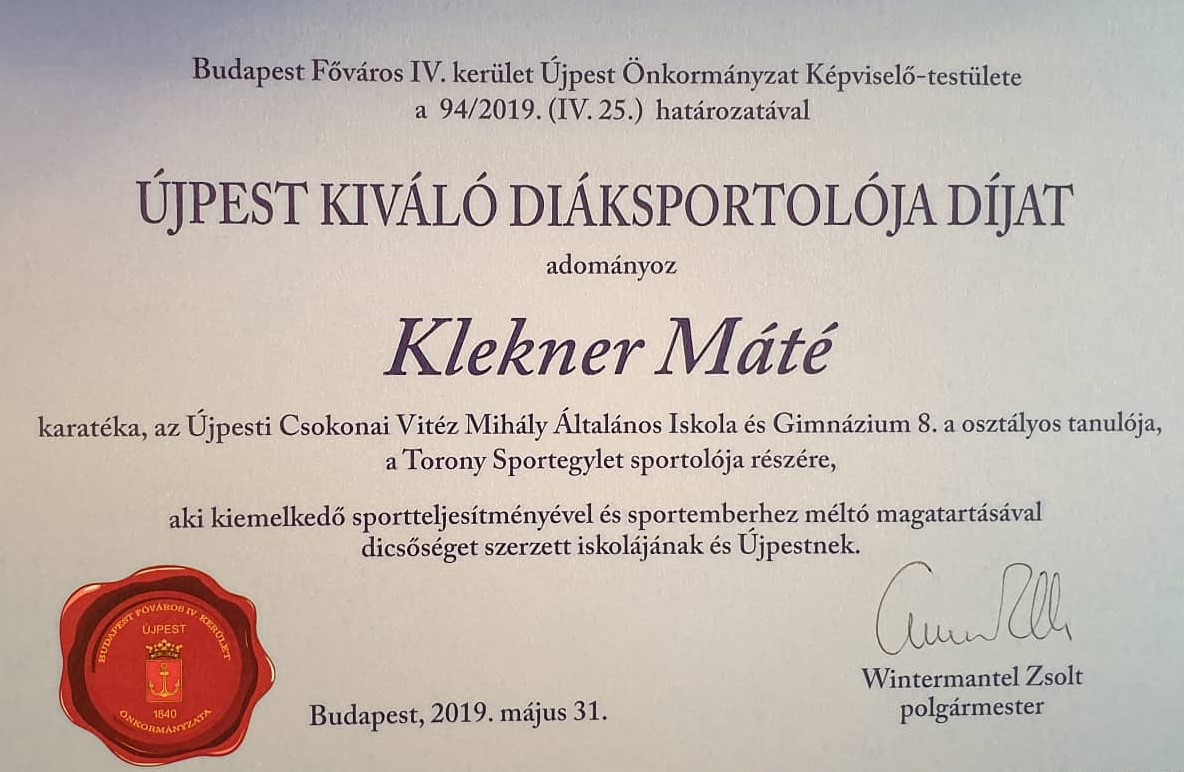 Budapest Főváros IV. kerület Újpest Önkormányzat Képviselő-testülete
a 94/2019. (IV. 25.) határozatával
ÚJPEST KIVÁLÓ DIÁKSPORTOLÓJA DÍJAT
adományoz
Klekner Máté
karatéka, az Újpesti Csokonai Vitéz Mihály Általános Iskola és Gimnázium 8. a osztályos tanulója,
a Torony Sportegylet sportolója részére,
aki kiemelkedő sportteljesítményével és sportemberhez méltó magatartásával
dicsőséget szerzett iskolájának és Újpestnek.
BUDAPEST FŐVÁROS IV. KERÜLET
ÚJPEST
1840
ÖNKORMÁNYZATA
Budapest, 2019. május 31.
Wintermantel Zsolt
polgármester